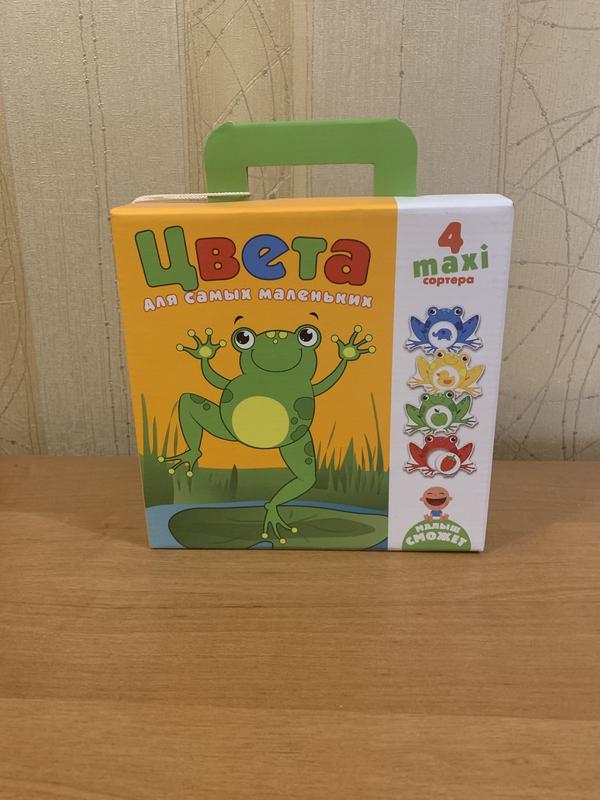 Цвета
для самых маленьких
4
maxi
сортера
МАЛЫШ
СМОЖЕТ